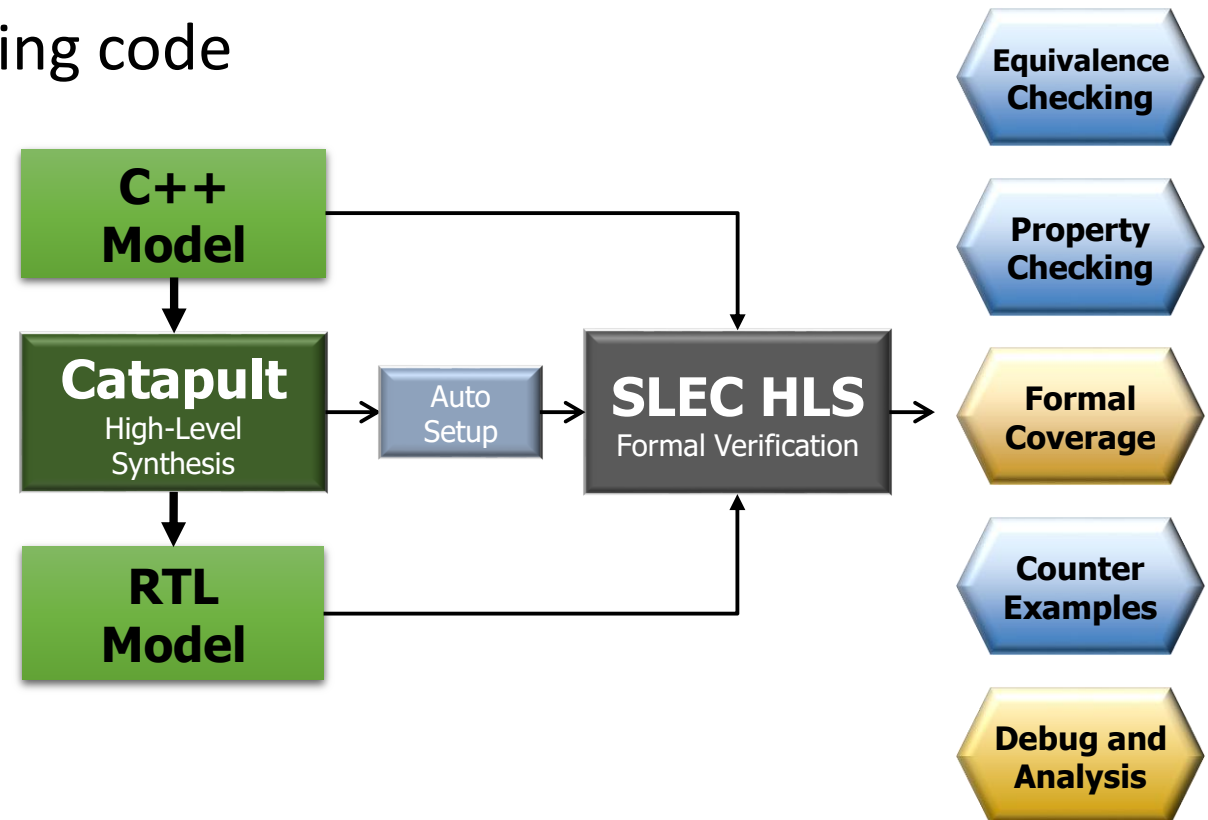 ing code
C++
Model
Catapult
High-Level
Synthesis
Auto
Setup
SLEC HLS
Formal Verification
RTL
Model
Equivalence
Checking
Property
Checking
Formal
Coverage
Counter
Examples
Debug and
Analysis